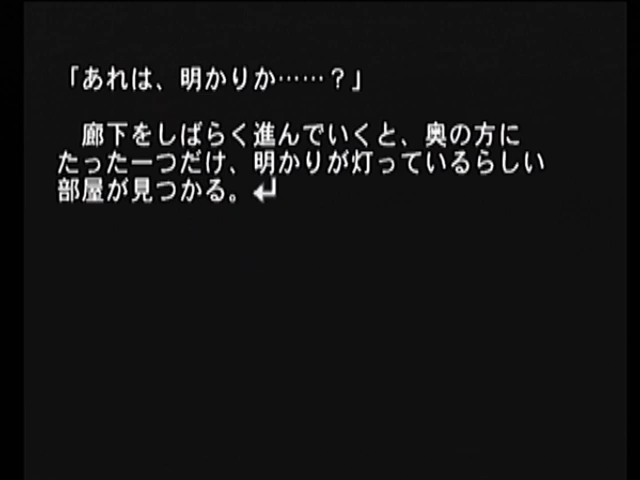 「あれは、明かりか……？」
　廊下をしばらく進んでいくと、奥の方に
たった一つだけ、明かりが灯っているらしい
部屋が見つかる。↵